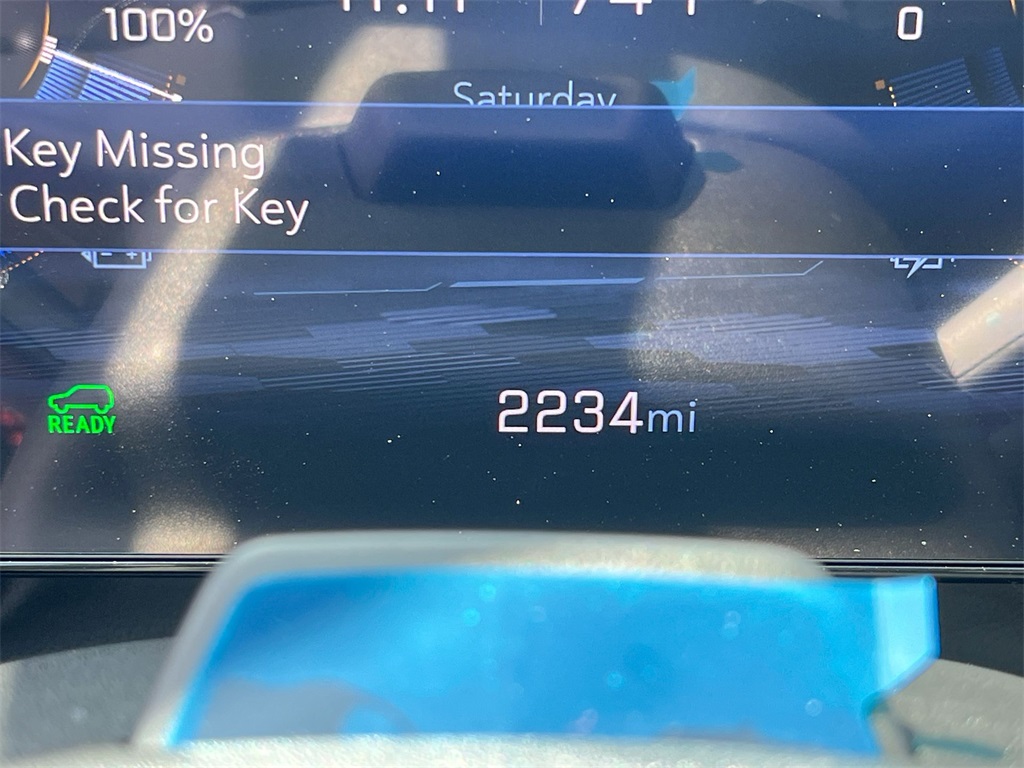 100%
0
Saturday
Key Missing
Check for Key
READY
2234mi